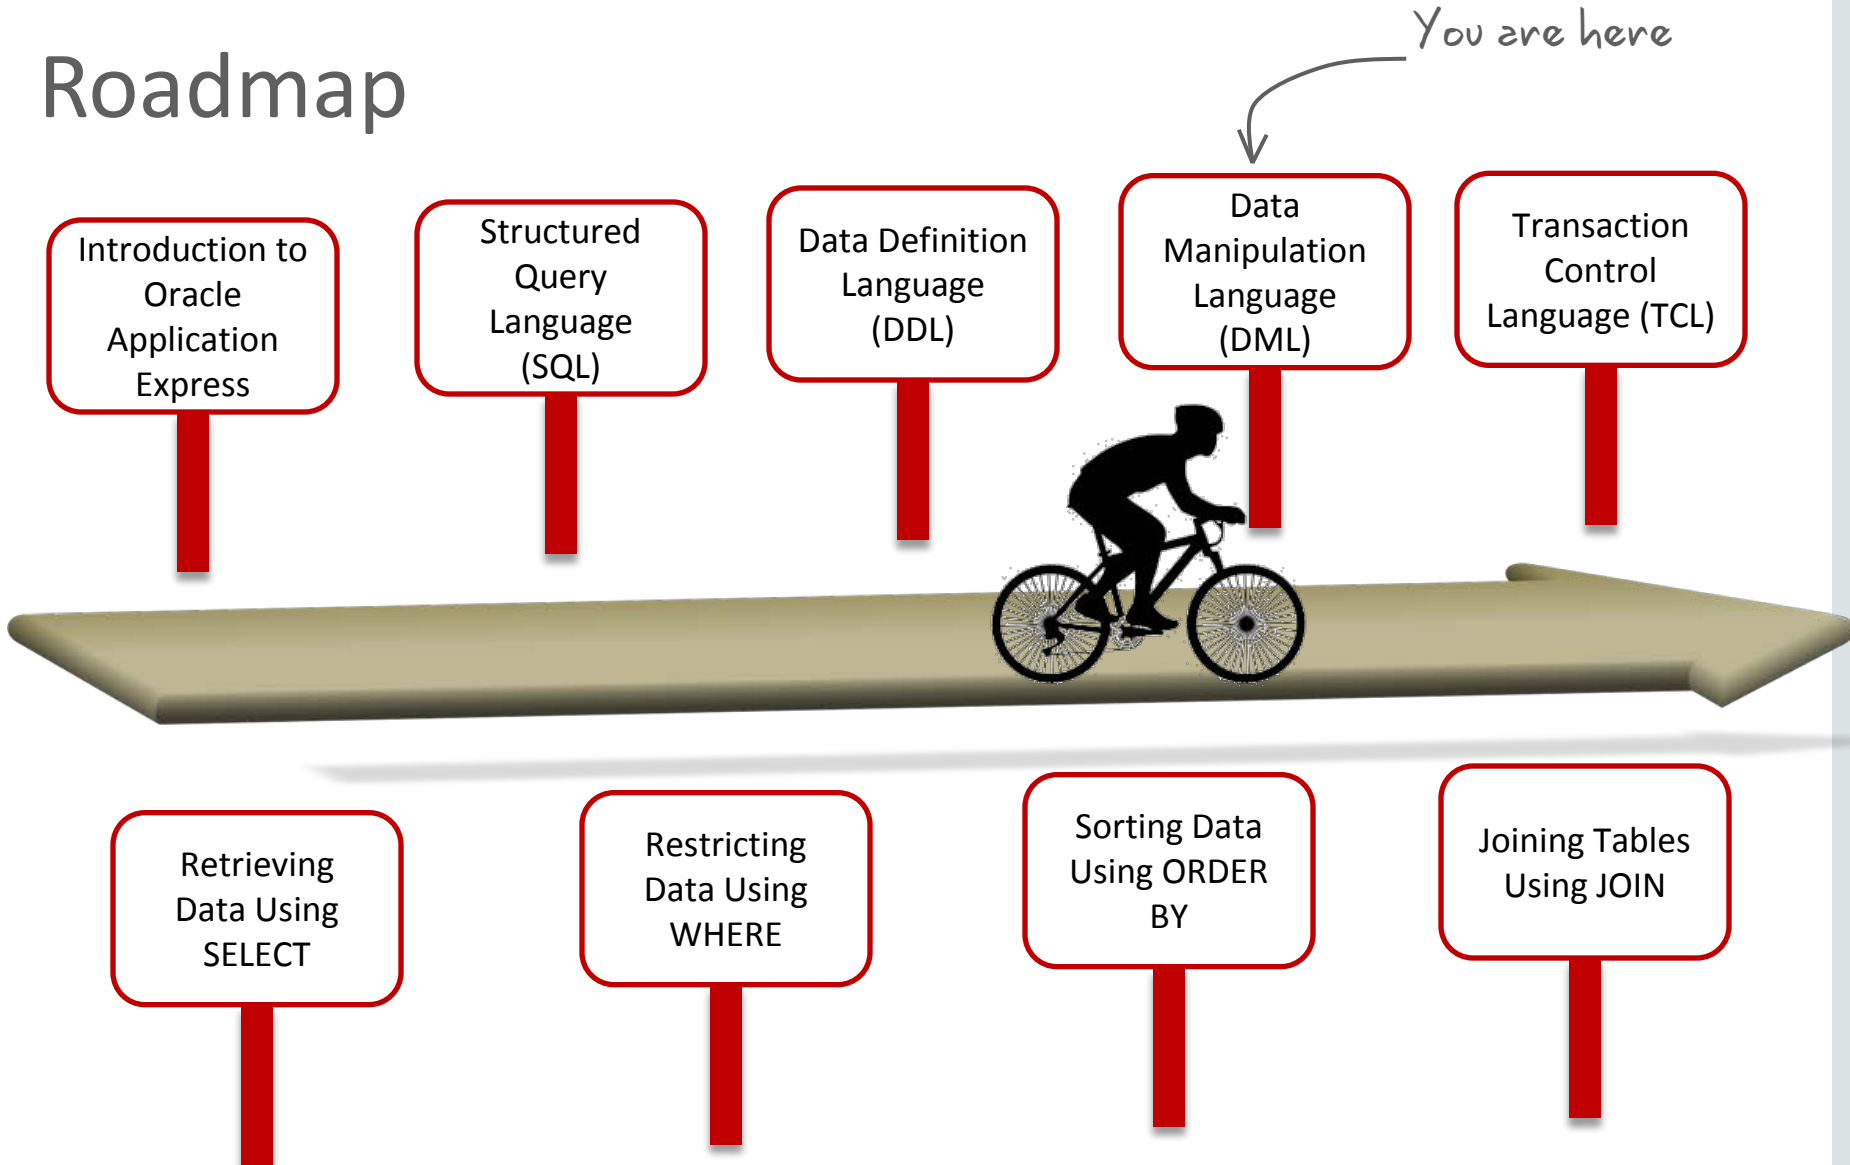 You are here
Roadmap
Introduction to
Oracle
Application
Express
Structured
Query
Language
(SQL)
Data Definition
Language
(DDL)
Data
Manipulation
Language
(DML)
Transaction
Control
Language (TCL)
Retrieving
Data Using
SELECT
Restricting
Data Using
WHERE
Sorting Data
Using ORDER
BY
Joining Tables
Using JOIN